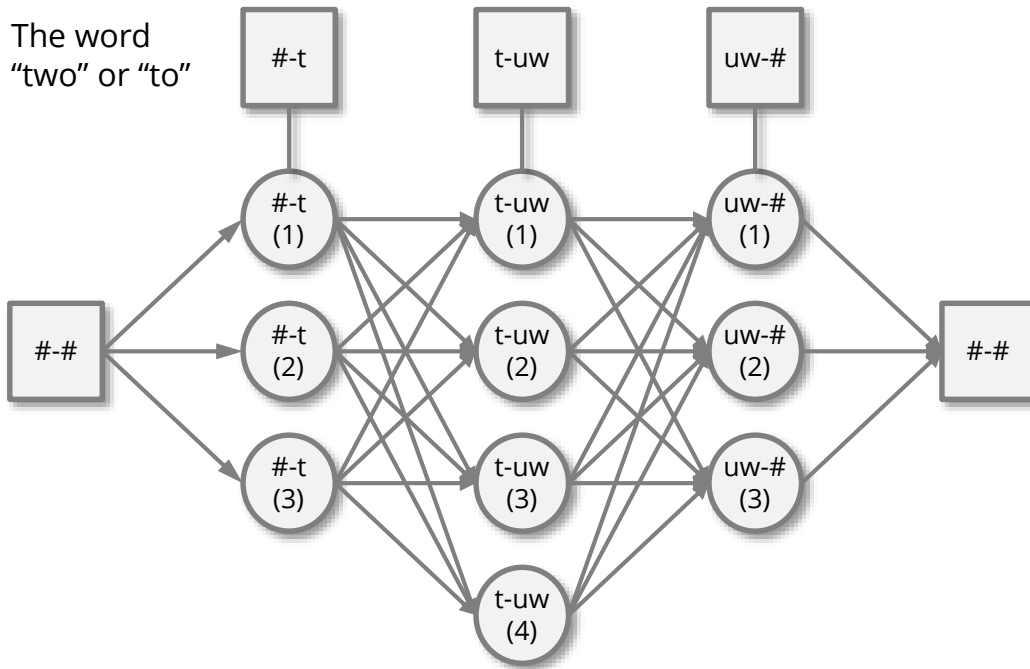 The word
“two” or “to”
#-t
t-uw
uw-#
#-t
(1)
t-uw
(1)
uw-#
(1)
#-#
#-t
(2)
t-uw
(2)
uw-#
(2)
#-#
#-t
(3)
t-uw
(3)
uw-#
(3)
t-uw
(4)